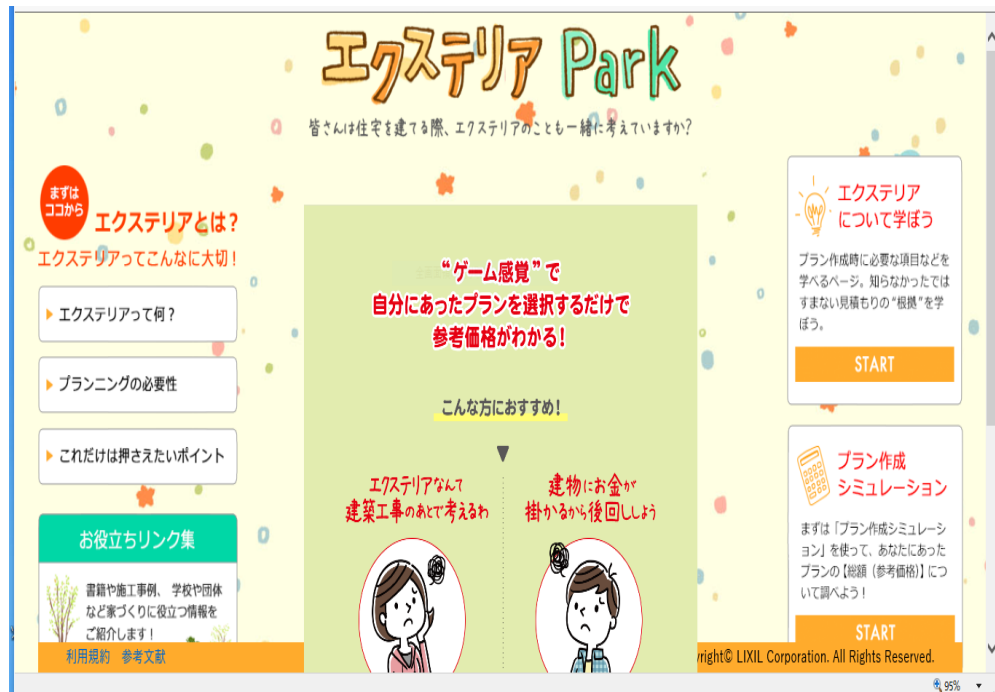 エクステリア Park
皆さんは住宅を建てる際、エクステリアのことも一緒に考えていますか?
まずは
ココから
エクステリアとは?
エクステリアってこんなに大切!
エクステリアって何?
プランニングの必要性
これだけは押さえたいポイント
お役立ちリンク集
書籍や施工事例、 学校や団体
など家づくりに役立つ情報を
ご紹介します!
“ゲーム感覚”で
自分にあったプランを選択するだけで
参考価格がわかる!
こんな方におすすめ!
エクステリアなんて
建築工事のあとで考えるわ
建物にお金が
掛かるから後回ししよう
エクステリア
について学ぼう
プラン作成時に必要な項目などを
学べるページ。知らなかったでは
すまない見積もりの“根拠”を学
ぼう。
START
プラン作成
シミュレーション
まずは「プラン作成シミュレーシ
ョン」を使って、あなたにあった
プランの【総額(参考価格)】につ
いて調べよう!
START
利用規約 参考文献
yright© LIXIL Corporation. All Rights Reserved.
95%